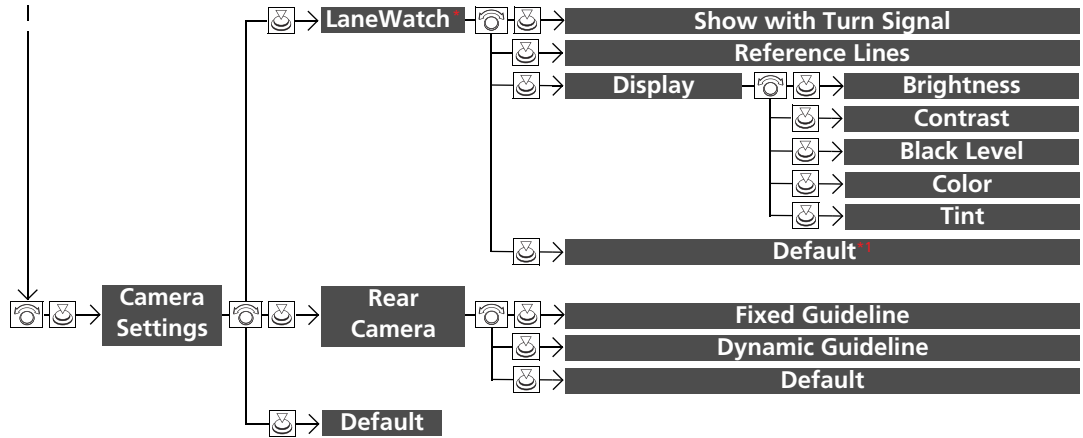 LaneWatch*
Show with Turn Signal
Reference Lines
Display
Brightness
Contrast
Black Level
Color
Tint
Default*1
Camera
Settings
Rear
Camera
Fixed Guideline
Dynamic Guideline
Default
Default